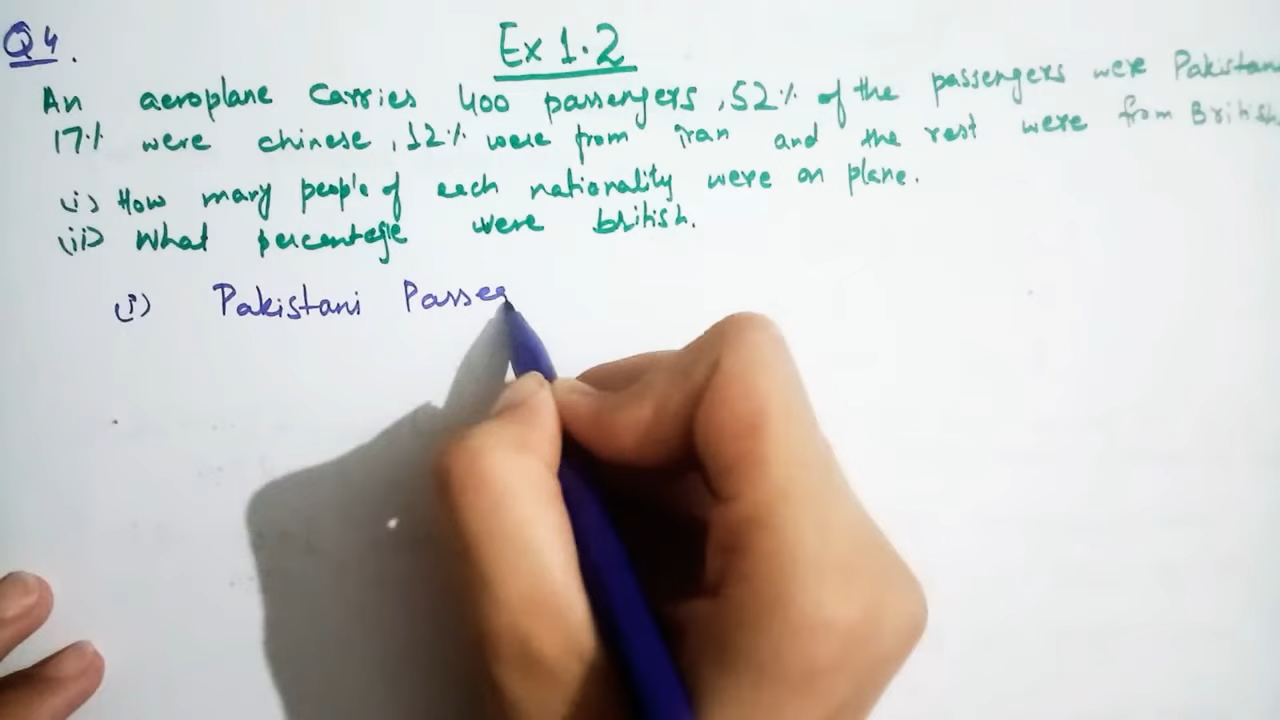 Q4.
Ex 1.2
An aeroplane carries 400 passengers, 52% of the passengers were Pakistani
17% were chinese, 12% were from Iran and the rest were from British.
(i) How many people of each nationality were on plane.
(ii) What percentage were british.
(i) Pakistani Passen